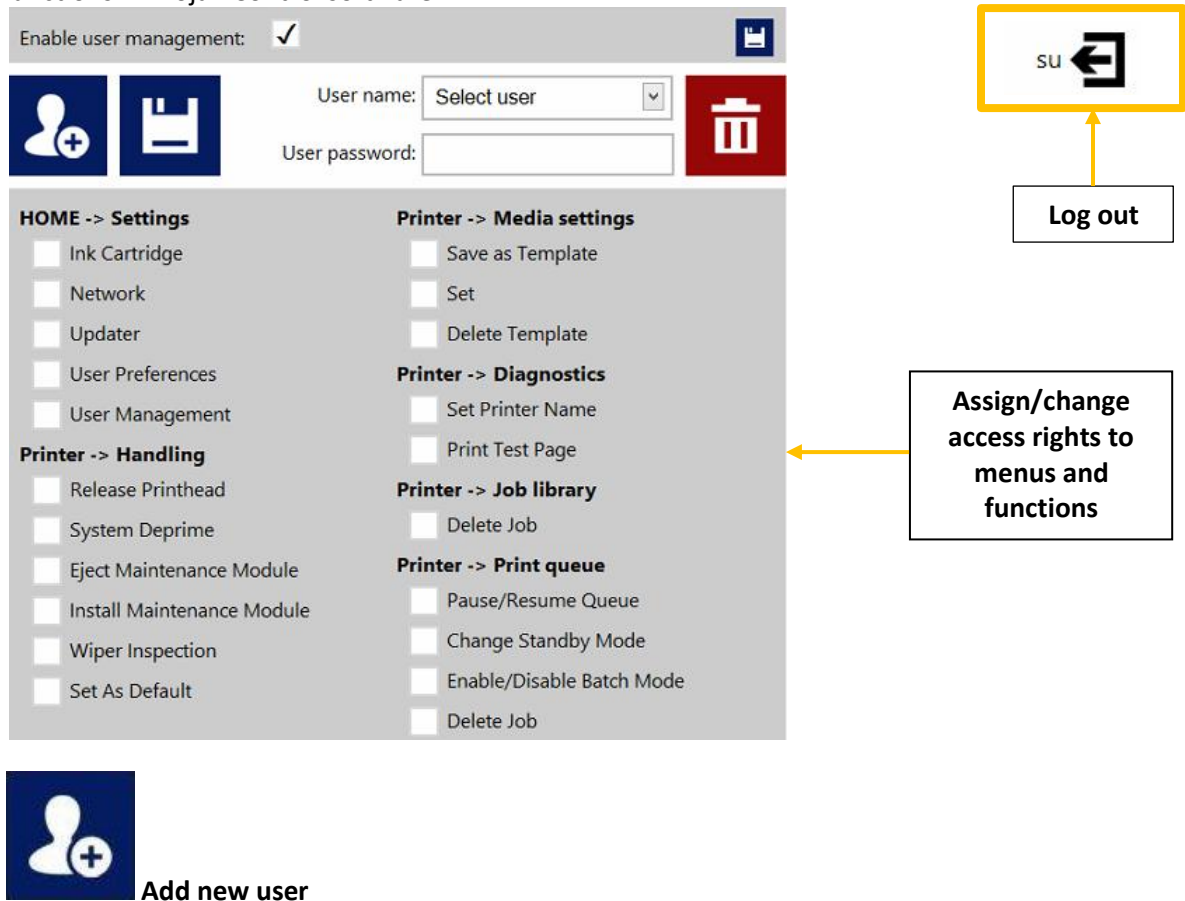 Enable user management:
su
User name: Select user
User password:
Log out
HOME -> Settings
Ink Cartridge
Network
Updater
User Preferences
User Management
Printer -> Handling
Release Printhead
System Deprime
Eject Maintenance Module
Install Maintenance Module
Wiper Inspection
Set As Default
Printer -> Media settings
Save as Template
Set
Delete Template
Printer -> Diagnostics
Set Printer Name
Print Test Page
Printer -> Job library
Delete Job
Printer -> Print queue
Pause/Resume Queue
Change Standby Mode
Enable/Disable Batch Mode
Delete Job
Assign/change
access rights to
menus and
functions
Add new user